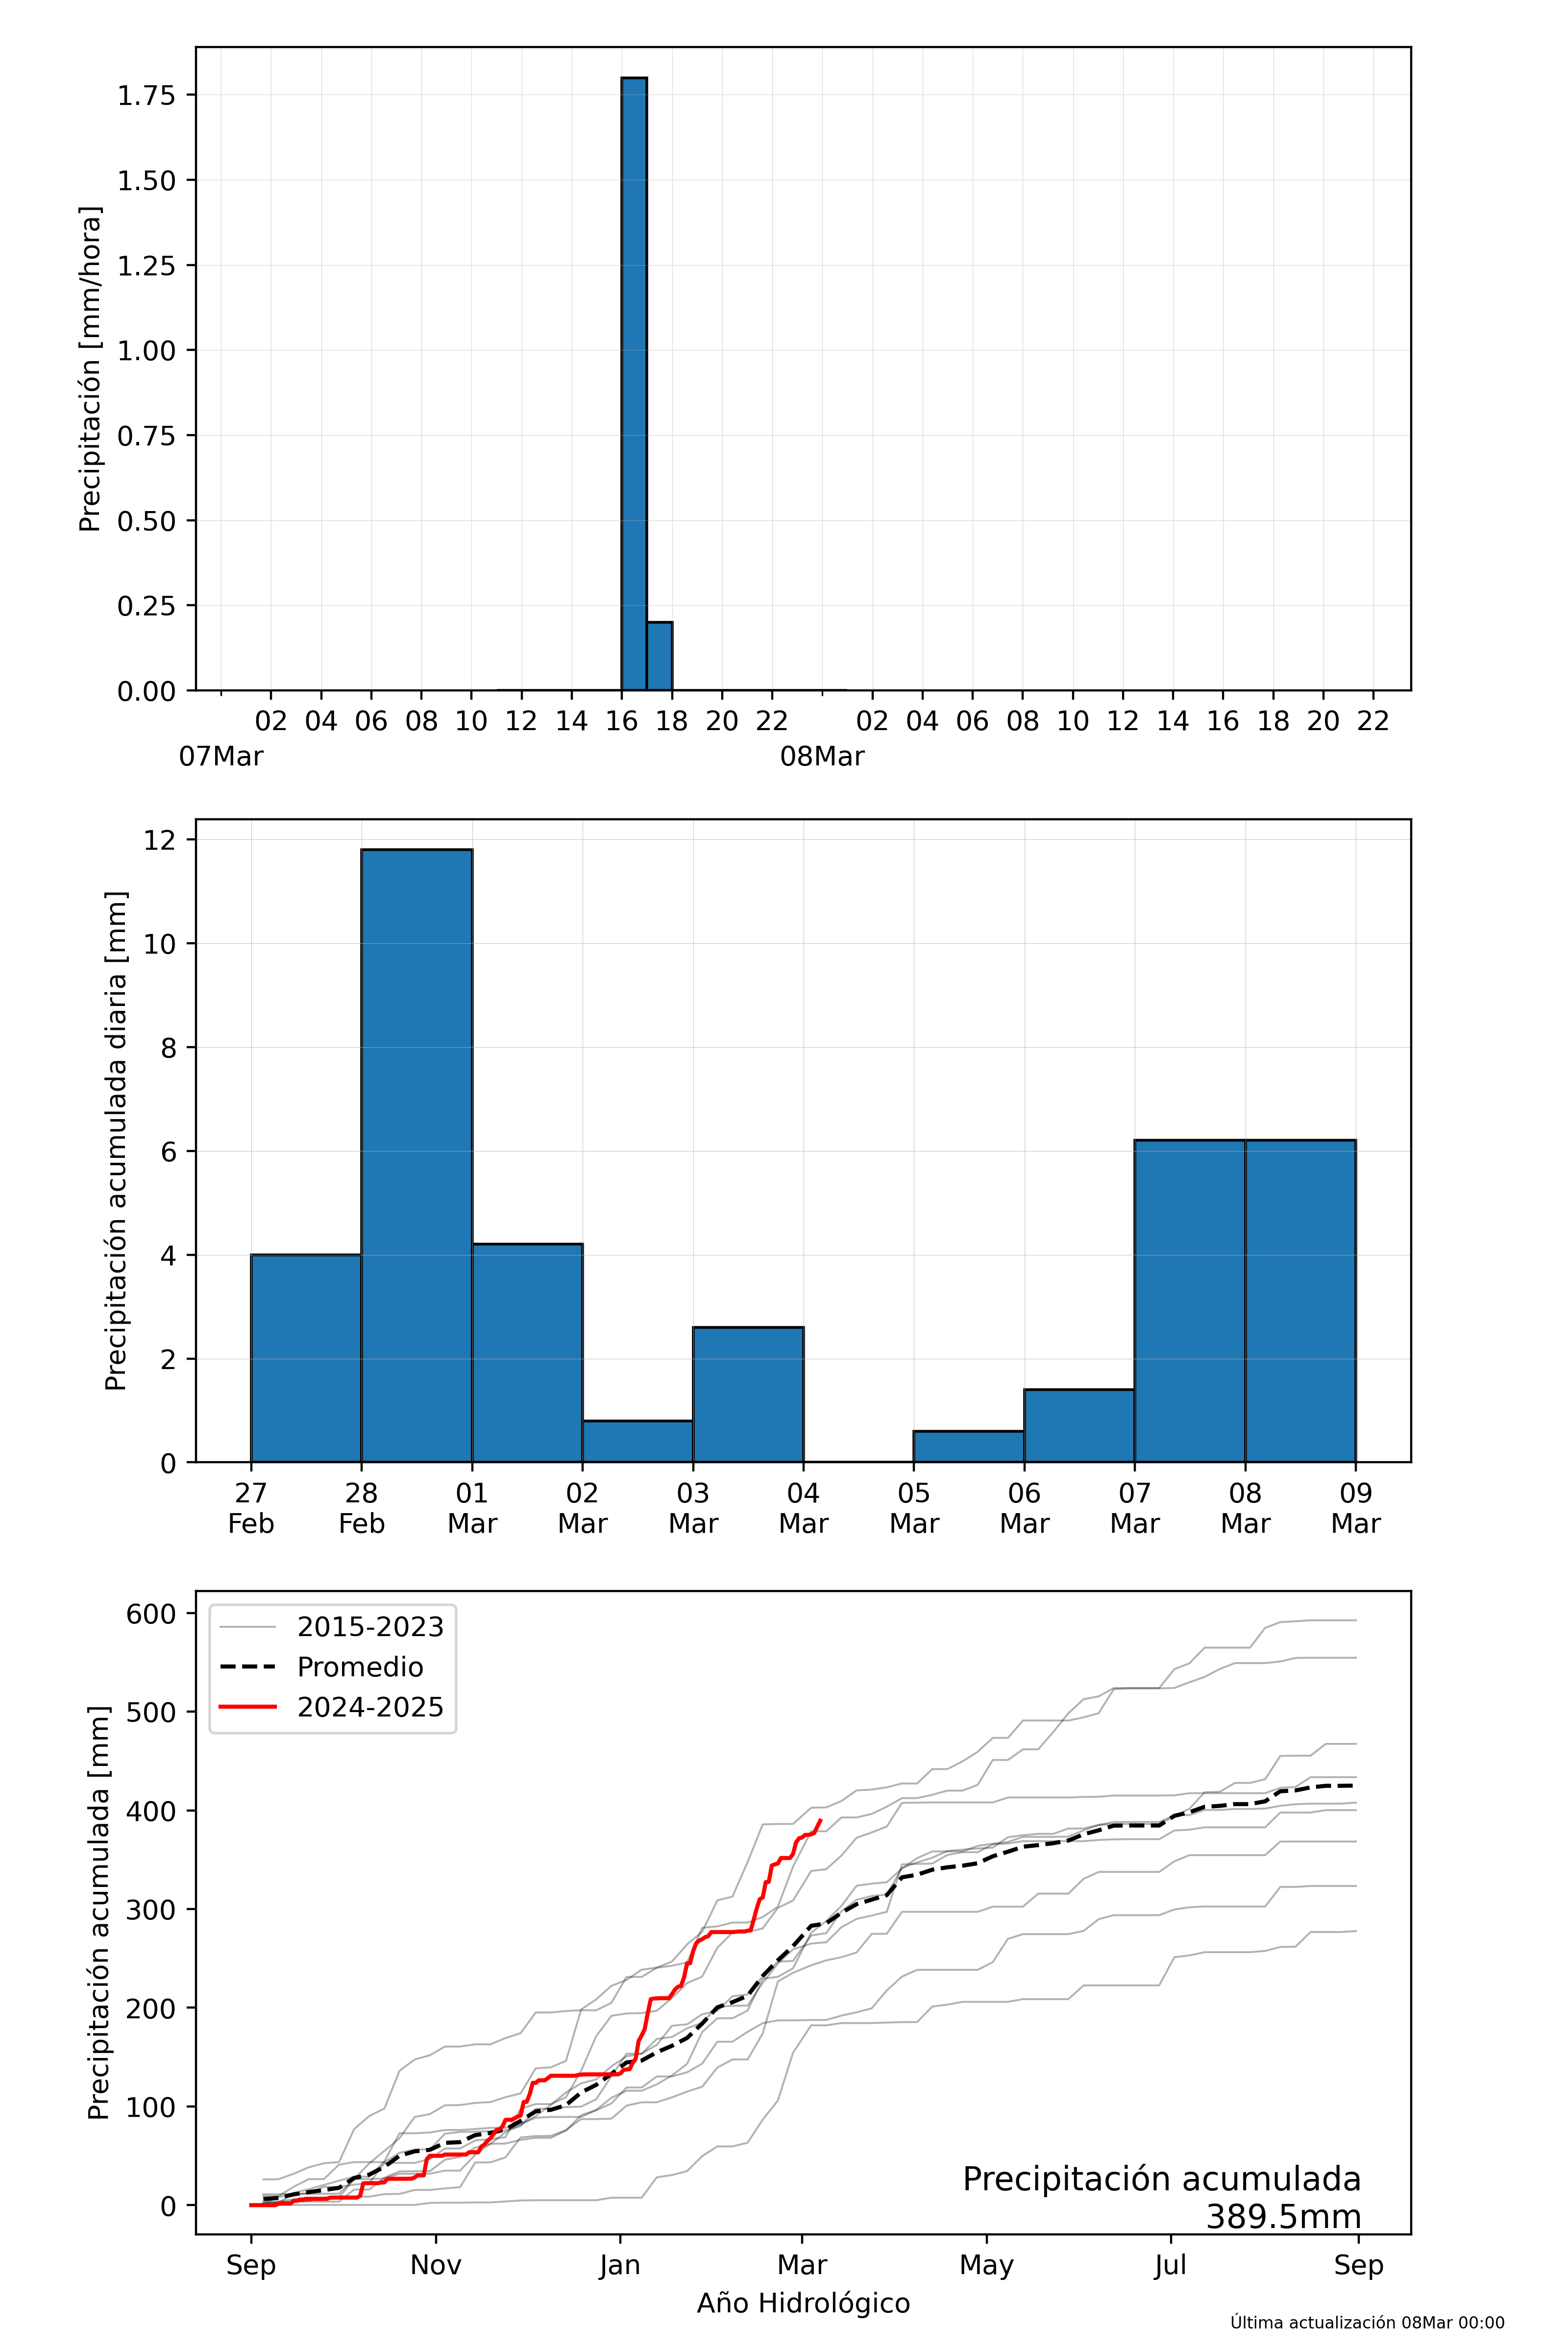 Precipitación [mm/hora]
1.75
1.50
1.25
1.00
0.75
0.50
0.25
0.00
02 04 06 08 10 12 14 16 18 20 22 02 04 06 08 10 12 14 16 18 20 22
07Mar 08Mar
Precipitación acumulada diaria [mm]
12
10
8
6
4
2
0
27 28 01 02 03 04 05 06 07 08 09
Feb Feb Mar Mar Mar Mar Mar Mar Mar Mar Mar
Precipitación acumulada [mm]
600
500
400
300
200
100
0
2015-2023
Promedio
2024-2025
Precipitación acumulada
389.5mm
Sep Nov Jan Mar May Jul Sep
Año Hidrológico
Última actualización 08Mar 00:00